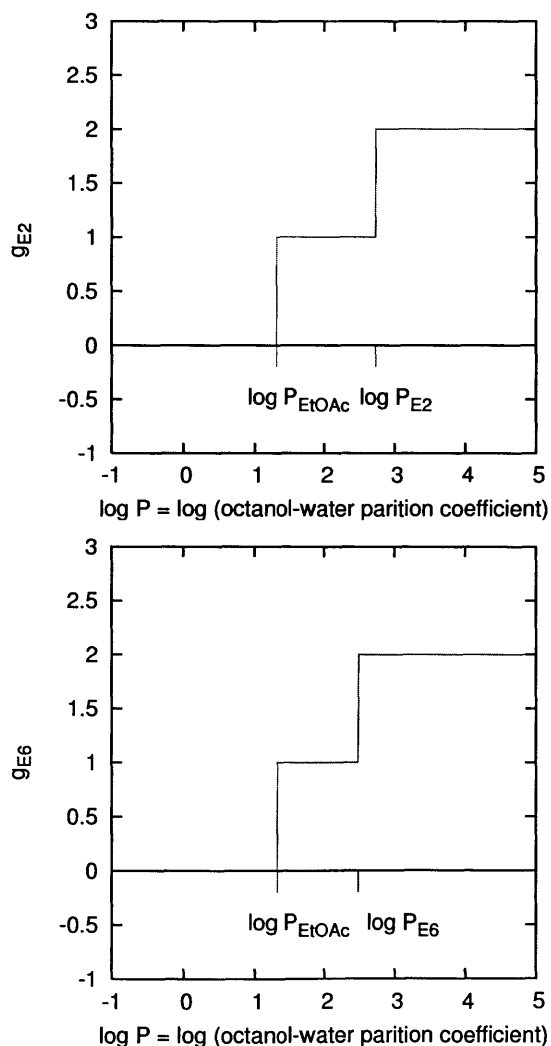 3
2.5
2
1.5
1
0.5
0
-0.5
-1
gE2
log PEtOAc log PE2
-1 0 1 2 3 4 5
log P = log (octanol-water parition coefficient)
3
2.5
2
1.5
1
0.5
0
-0.5
-1
gE6
log PEtOAc log PE6
-1 0 1 2 3 4 5
log P = log (octanol-water parition coefficient)